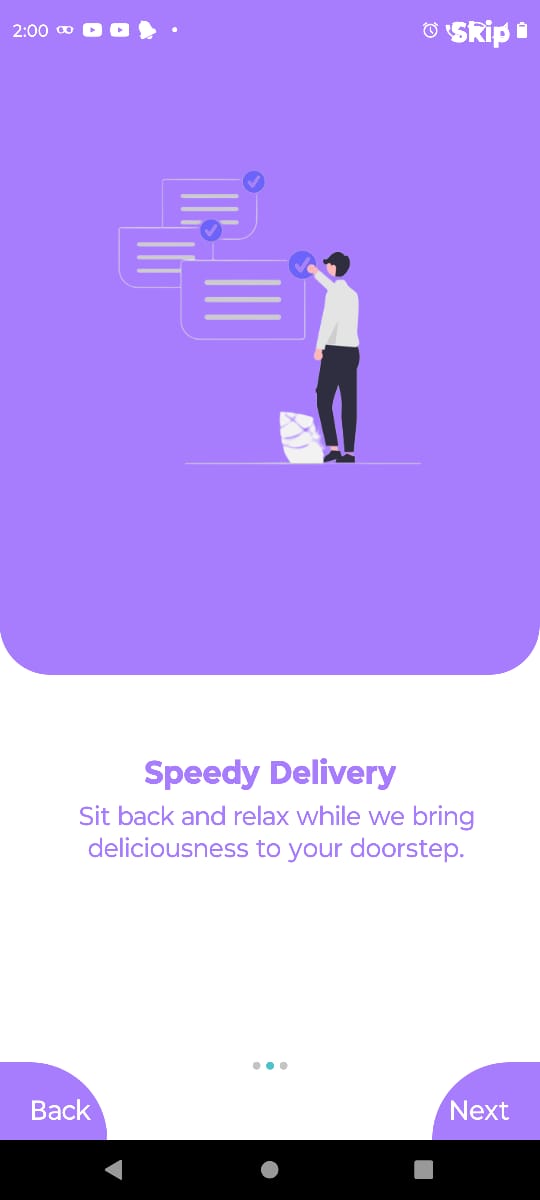 2:00
Skip
Speedy Delivery
Sit back and relax while we bring
deliciousness to your doorstep.
Back
Next